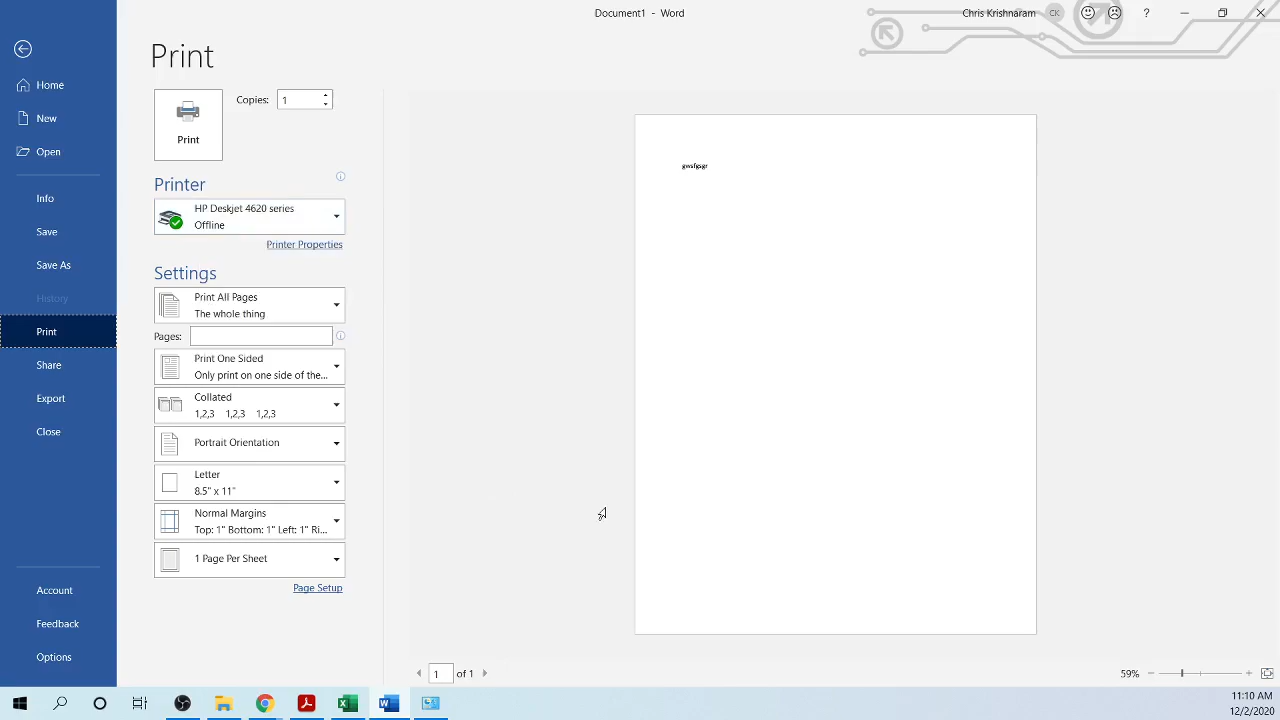 Document1 - Word
Chris Krishnaram CK ?
Print
Home
New
Open
Info
Save
Save As
History
Print
Share
Export
Close
Account
Feedback
Options
Print
Copies: 1
Printer
HP Deskjet 4620 series
Offline
Printer Properties
Settings
Print All Pages
The whole thing
Pages:
Print One Sided
Only print on one side of the...
Collated
1,2,3 1,2,3 1,2,3
Portrait Orientation
Letter
8.5" x 11"
Normal Margins
Top: 1" Bottom: 1" Left: 1" Ri...
1 Page Per Sheet
Page Setup
1 of 1
59%
11:10 AM
12/2/2020